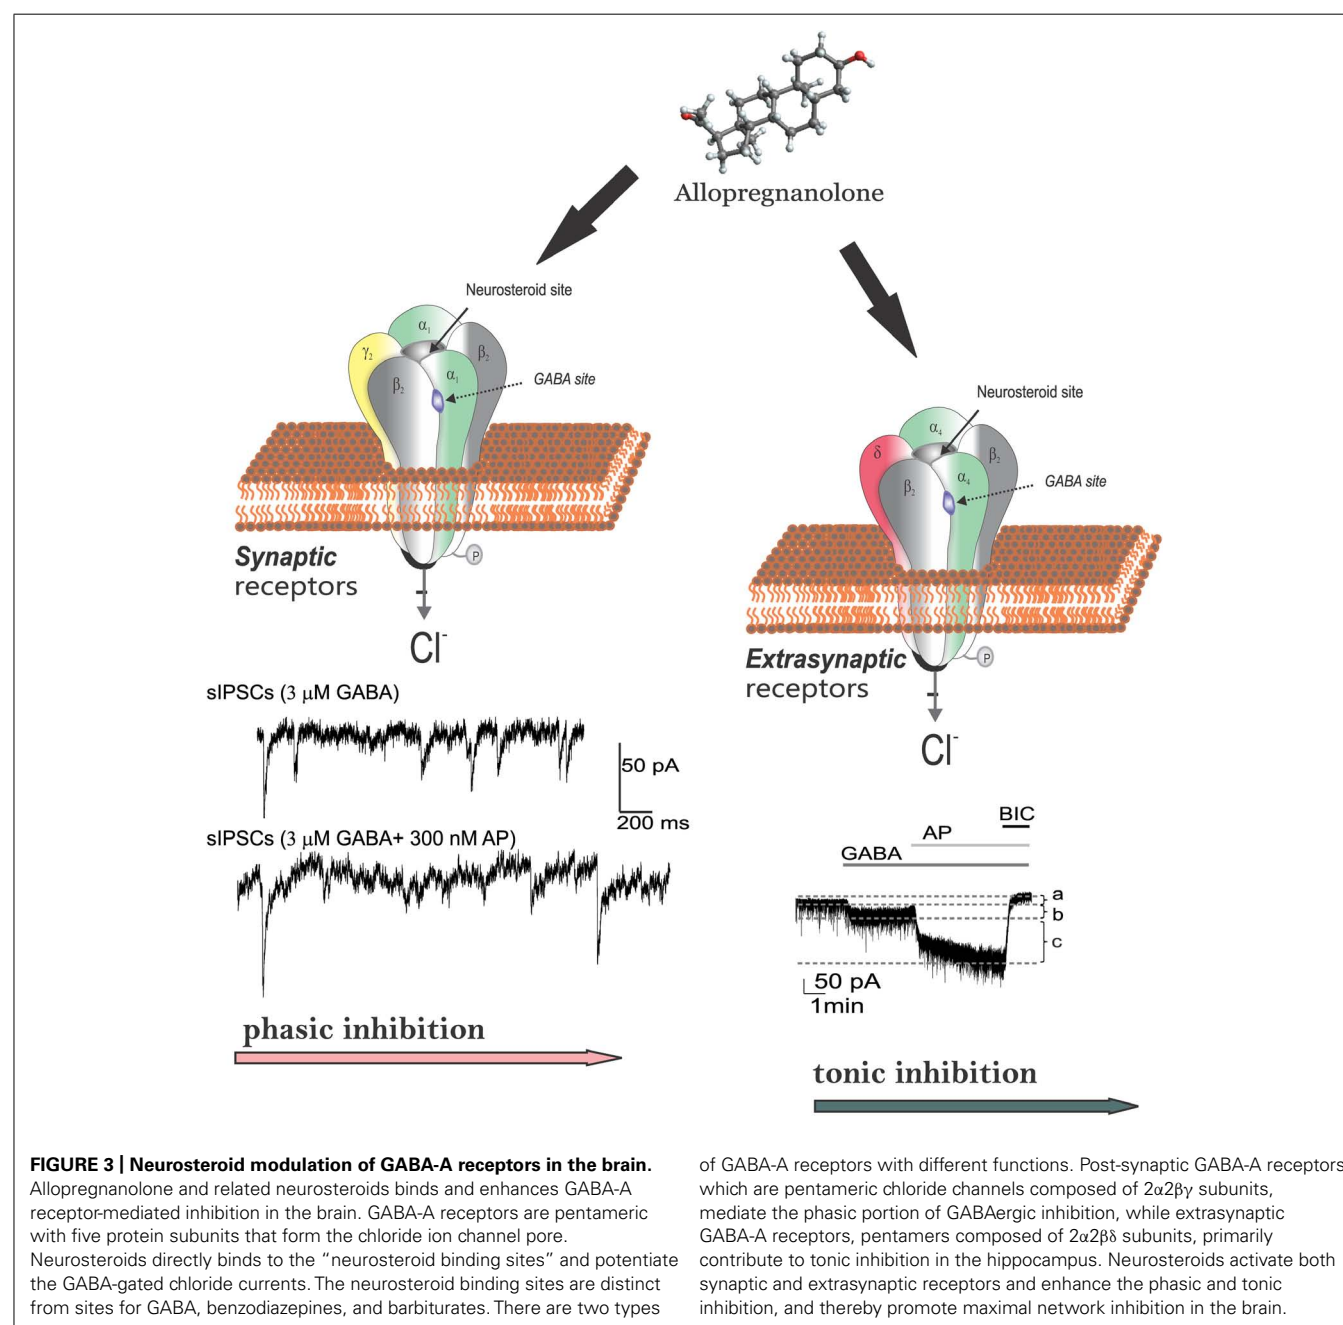 Allopregnanolone
Neurosteroid site
α1
γ2
β2
β2
α1
GABA site
P
Synaptic
receptors
-
Cl-
Neurosteroid site
α4
δ
β2
β2
α4
GABA site
P
Extrasynaptic
receptors
-
Cl-
sIPSCs (3 μM GABA)
50 pA
200 ms
sIPSCs (3 μM GABA+ 300 nM AP)
phasic inhibition
BIC
AP
GABA
a
b
c
50 pA
1min
tonic inhibition
FIGURE 3 | Neurosteroid modulation of GABA-A receptors in the brain.
Allopregnanolone and related neurosteroids binds and enhances GABA-A
receptor-mediated inhibition in the brain. GABA-A receptors are pentameric
with five protein subunits that form the chloride ion channel pore.
Neurosteroids directly binds to the “neurosteroid binding sites” and potentiate
the GABA-gated chloride currents. The neurosteroid binding sites are distinct
from sites for GABA, benzodiazepines, and barbiturates. There are two types
of GABA-A receptors with different functions. Post-synaptic GABA-A receptors
which are pentameric chloride channels composed of 2α2βγ subunits,
mediate the phasic portion of GABAergic inhibition, while extrasynaptic
GABA-A receptors, pentamers composed of 2α2βδ subunits, primarily
contribute to tonic inhibition in the hippocampus. Neurosteroids activate both
synaptic and extrasynaptic receptors and enhance the phasic and tonic
inhibition, and thereby promote maximal network inhibition in the brain.